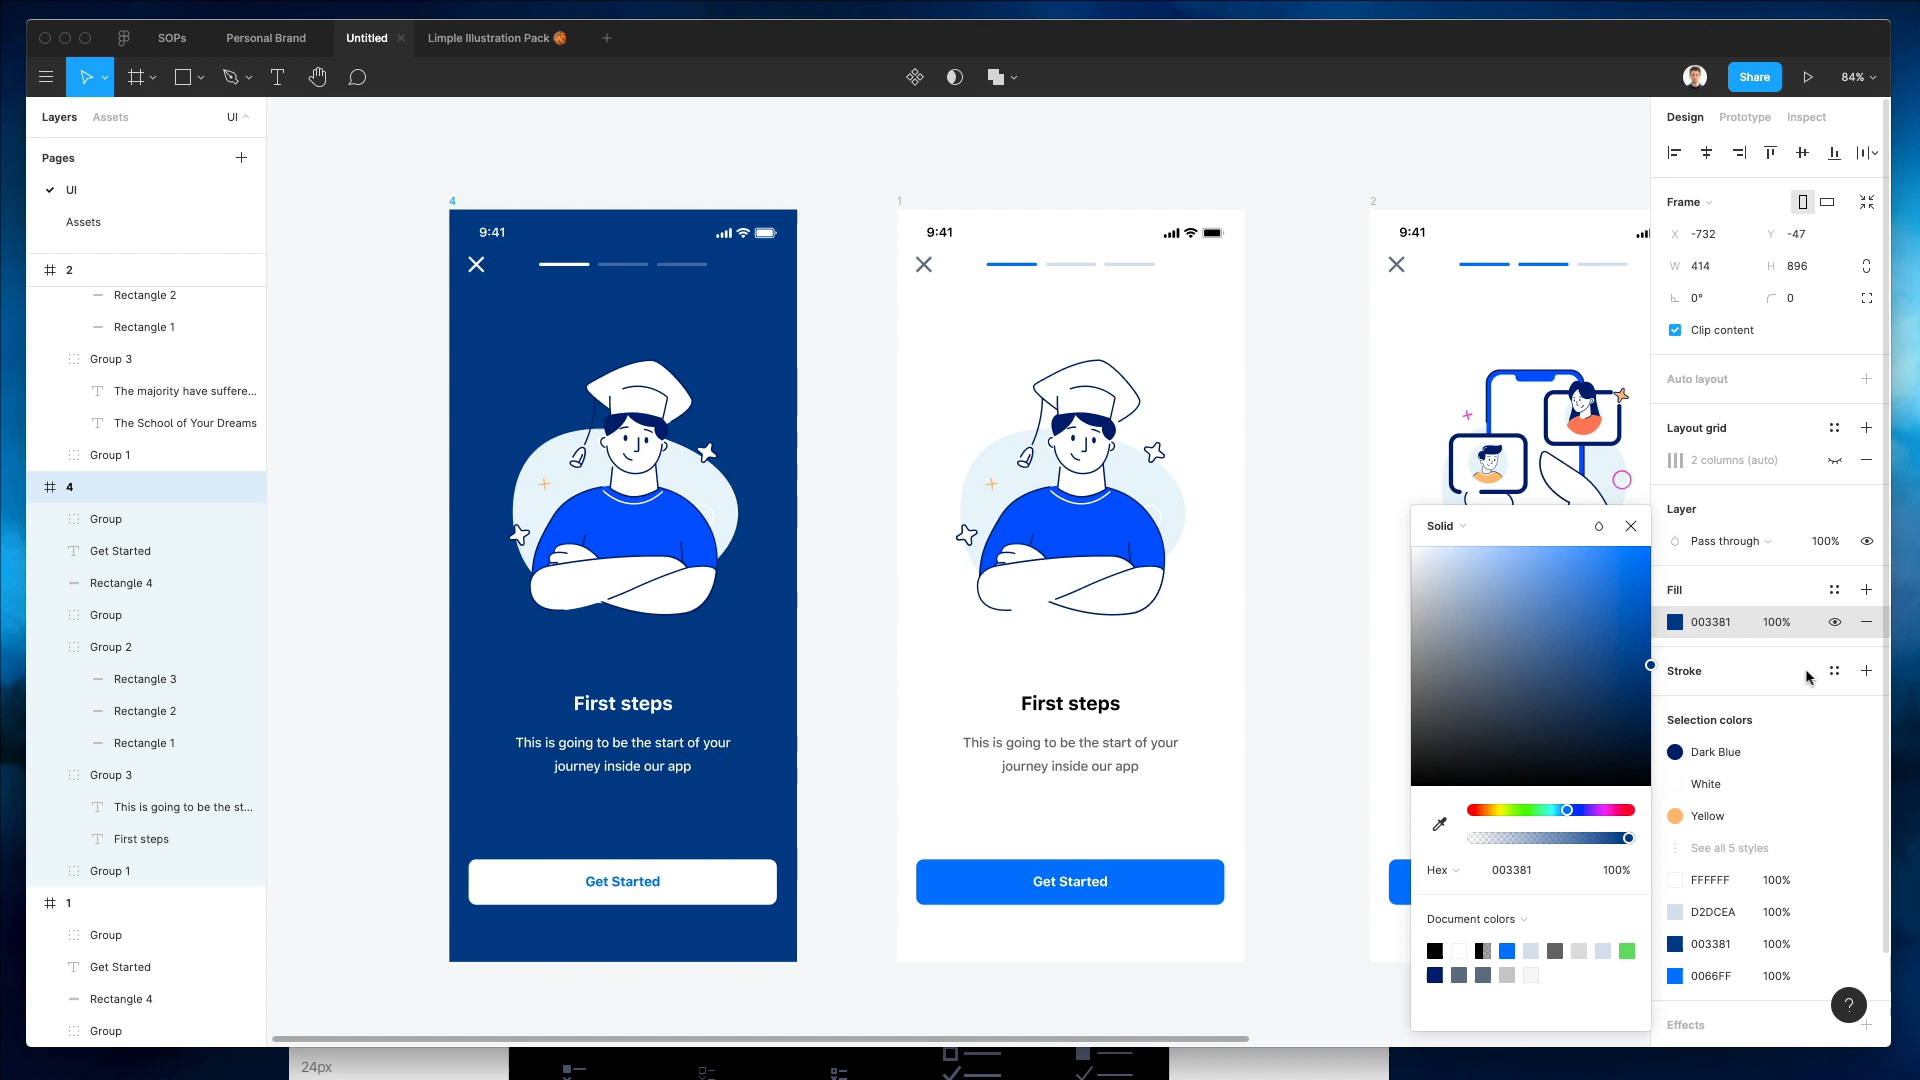 SOPs
Personal Brand
Untitled
Limple Illustration Pack
Share
84%
Layers
Assets
UI
Pages
UI
Assets
2
Rectangle 2
Rectangle 1
Group 3
The majority have suffere...
The School of Your Dreams
Group 1
4
Group
Get Started
Rectangle 4
Group
Group 2
Rectangle 3
Rectangle 2
Rectangle 1
Group 3
This is going to be the st...
First steps
Group 1
1
Group
Get Started
Rectangle 4
Group
4
9:41
First steps
This is going to be the start of your
journey inside our app
Get Started
1
9:41
First steps
This is going to be the start of your
journey inside our app
Get Started
2
9:41
Solid
Hex
003381
100%
Document colors
Design
Prototype
Inspect
Frame
X -732
Y -47
W 414
H 896
0°
0
Clip content
Auto layout
Layout grid
2 columns (auto)
Layer
Pass through
100%
Fill
003381
100%
Stroke
Selection colors
Dark Blue
White
Yellow
See all 5 styles
FFFFFF 100%
D2DCEA 100%
003381 100%
0066FF 100%
Effects
?
24px